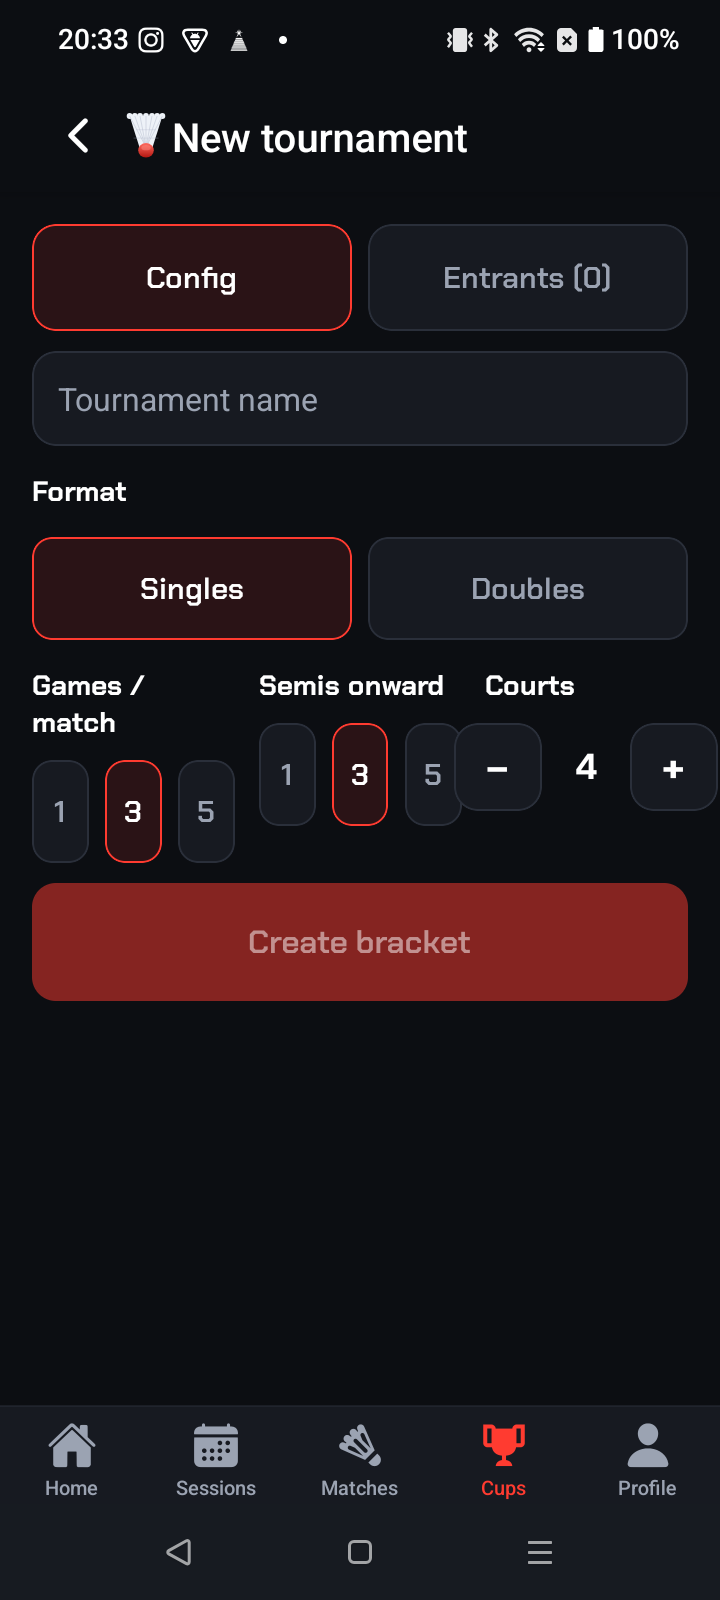 20:33
100%
New tournament
Config
Entrants (0)
Tournament name
Format
Singles
Doubles
Games /
match
1 3 5
Semis onward
1 3 5
Courts
− 4 +
Create bracket
Home
Sessions
Matches
Cups
Profile